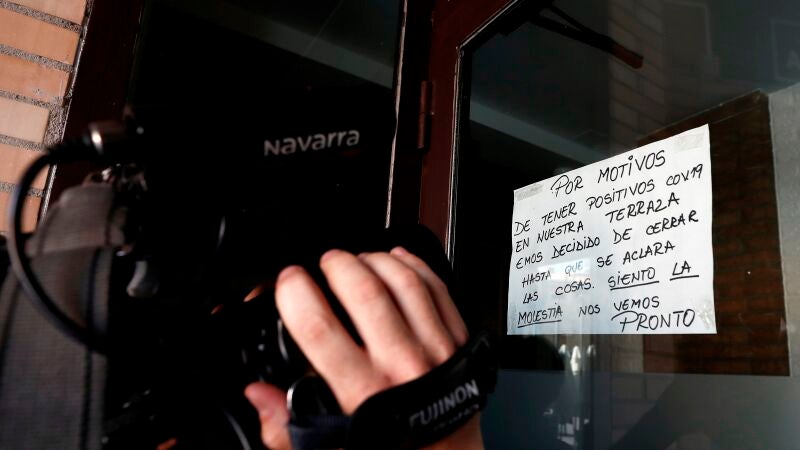 Navarra
POR MOTIVOS
DE TENER POSITIVOS COV19
EN NUESTRA TERRAZA
EMOS DECIDIDO DE CERRAR
HASTA QUE SE ACLARA
LAS COSAS. SIENTO LA
MOLESTIA NOS VEMOS
PRONTO
FUJINON